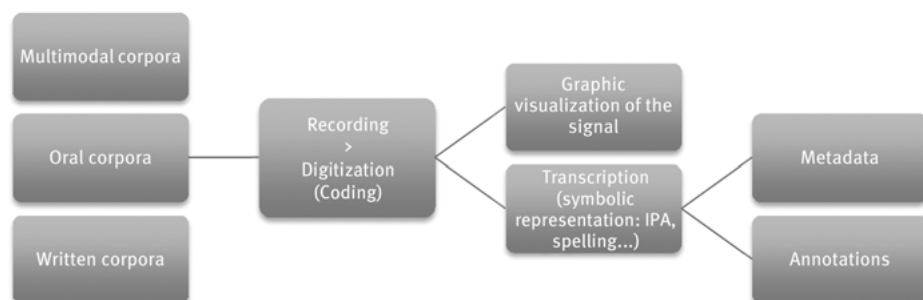 Multimodal corpora
Oral corpora
Written corpora
Recording
>
Digitization
(Coding)
Graphic
visualization of the
signal
Transcription
(symbolic
representation: IPA,
spelling...)
Metadata
Annotations